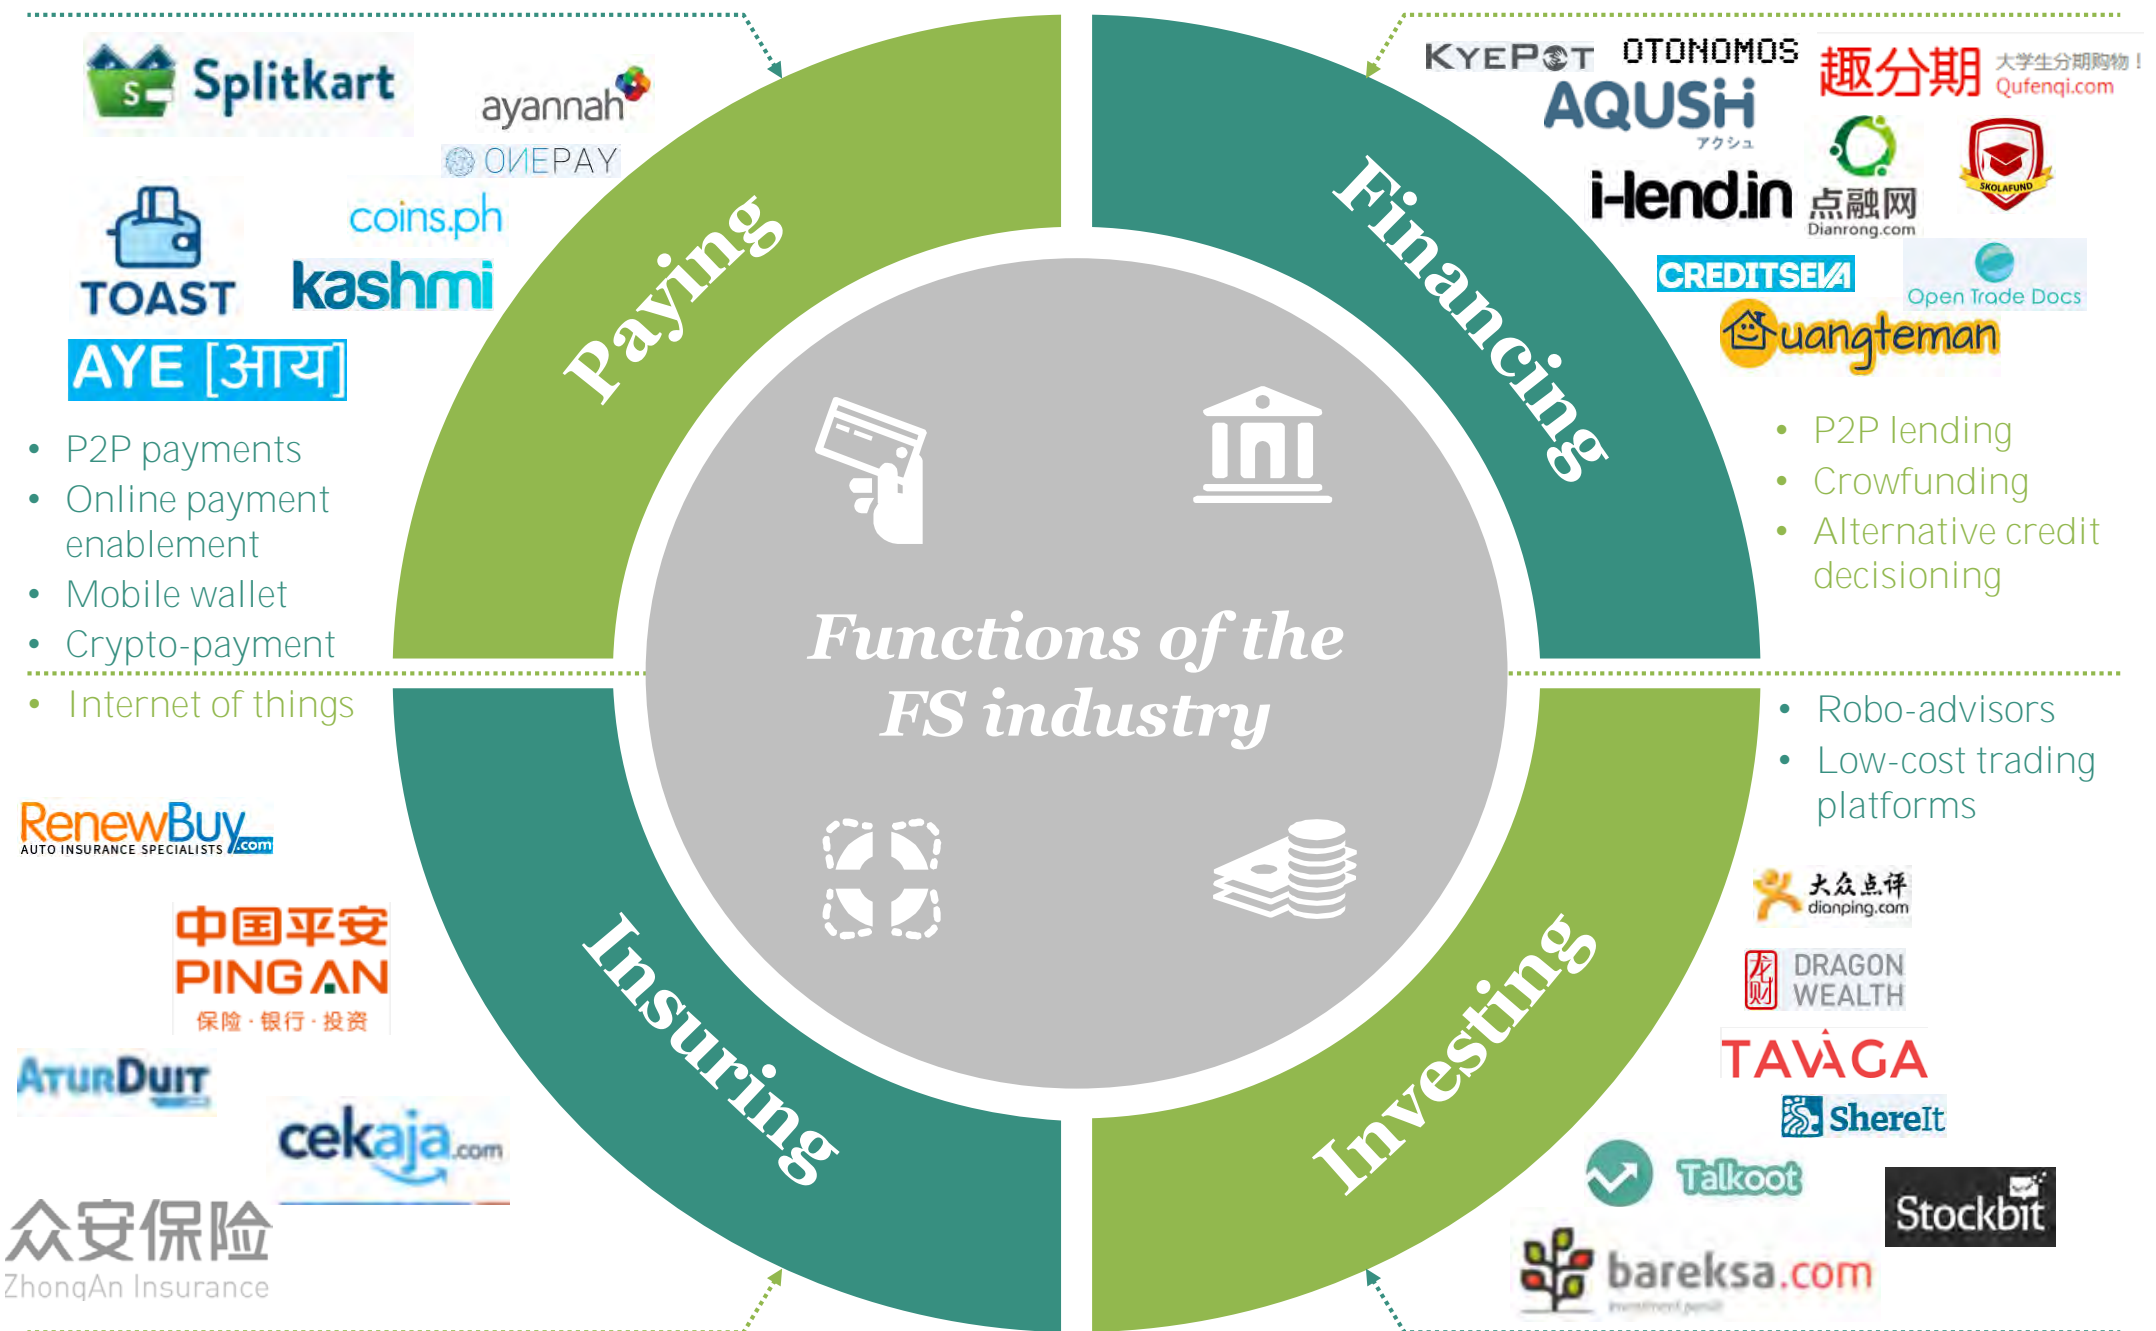 Splitkart
ayannah
ONEPAY
TOAST
coins.ph
kashmi
AYE [आय]
• P2P payments
• Online payment
enablement
• Mobile wallet
• Crypto-payment
Paying
KYEPOT
OTONOMOS
趣分期
大学生分期购物！
Qufenqi.com
AQUSH
アクシュ
i-lend.in
点融网
Dianrong.com
SKOLAFUND
CREDITSEVA
Open Trade Docs
uangteman
• P2P lending
• Crowfunding
• Alternative credit
decisioning
Financing
Functions of the
FS industry
• Internet of things
RenewBuy.com
AUTO INSURANCE SPECIALISTS
中国平安
PING AN
保险·银行·投资
ATURDUIT
cekaja.com
众安保险
ZhongAn Insurance
Insuring
• Robo-advisors
• Low-cost trading
platforms
大众点评
dianping.com
龙财
DRAGON
WEALTH
TAVAGA
ShereIt
Talkoot
Stockbit
bareksa.com
Investing